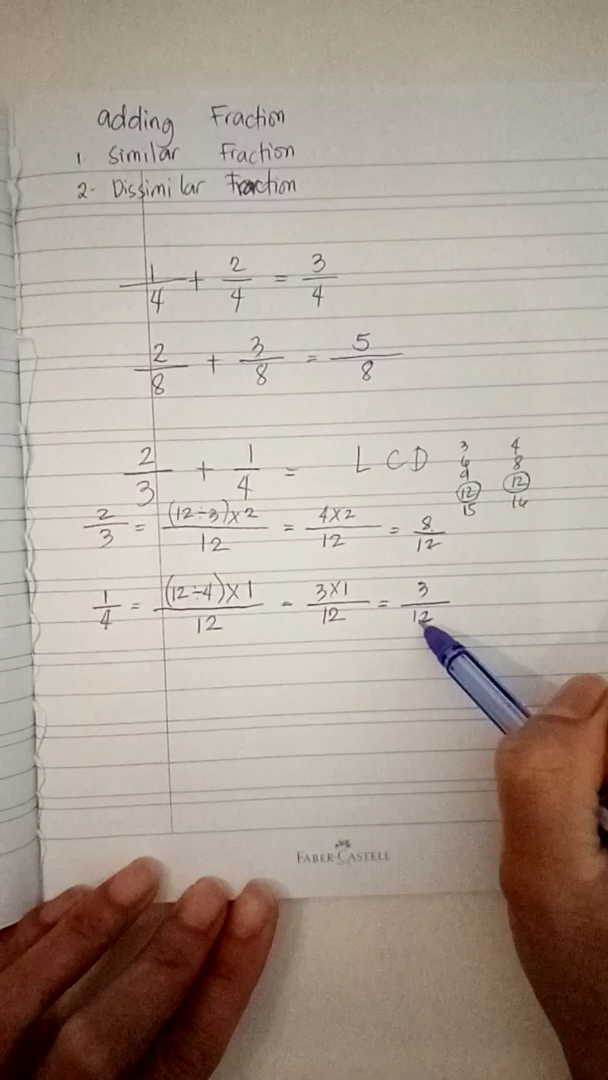 adding Fraction
1. Similar Fraction
2- Dissimilar Fraction
1/4 + 2/4 = 3/4
2/8 + 3/8 = 5/8
2/3 + 1/4 = LCD
3 4
6 8
9 12
12 16
15
2/3 = (12÷3)x2/12 = 4x2/12 = 8/12
1/4 = (12÷4)x1/12 - 3x1/12 = 3/12
FABER-CASTELL